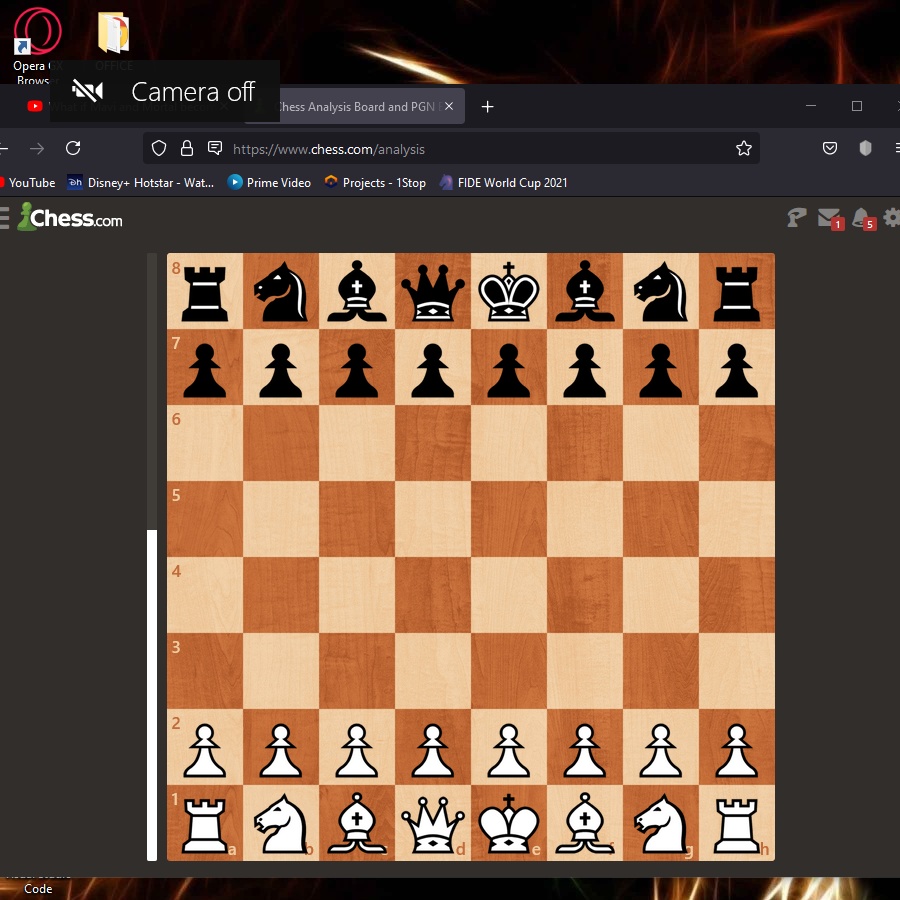 Opera GX
Browser
OFFICE
Camera off
Chess Analysis Board and PGN E
https://www.chess.com/analysis
YouTube
Disney+ Hotstar - Wat...
Prime Video
Projects - 1Stop
FIDE World Cup 2021
Chess.com
1
5
8
7
6
5
4
3
2
1
a b c d e f g h
Code